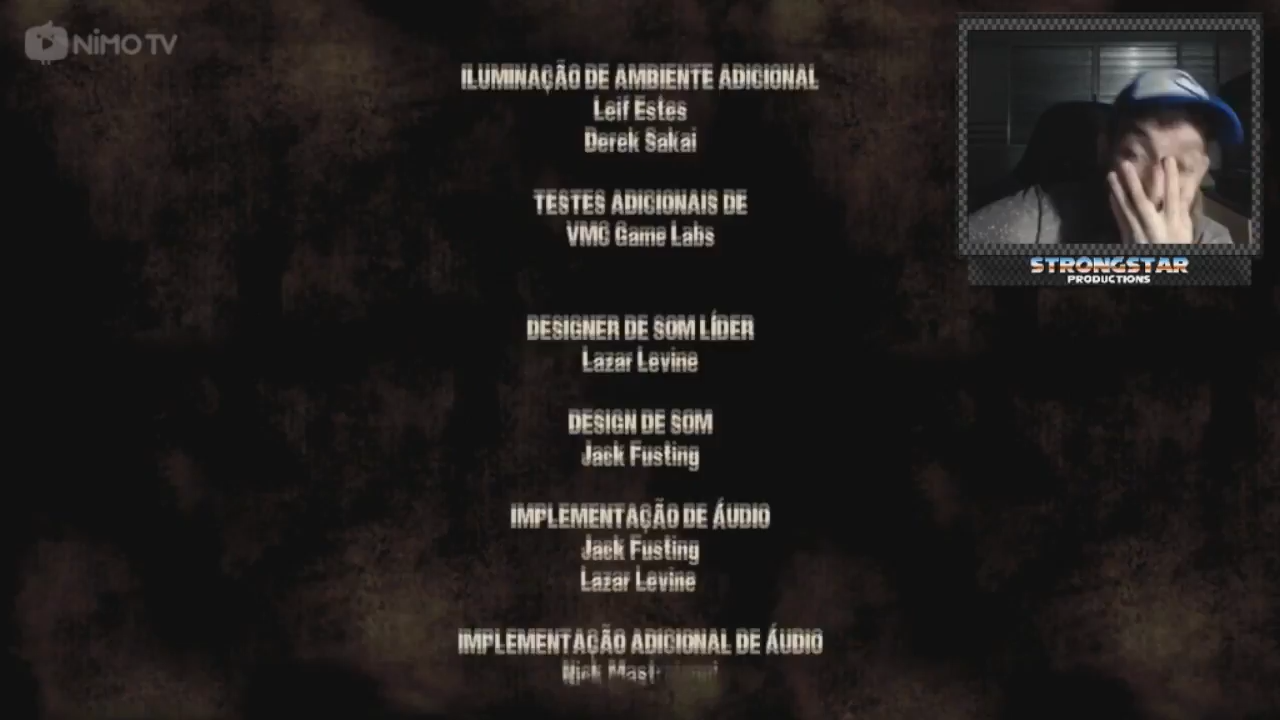 NIMO TV
ILUMINAÇÃO DE AMBIENTE ADICIONAL
Leif Estes
Derek Sakai
TESTES ADICIONAIS DE
VMC Game Labs
DESIGNER DE SOM LÍDER
Lazar Levine
DESIGN DE SOM
Jack Fusting
IMPLEMENTAÇÃO DE ÁUDIO
Jack Fusting
Lazar Levine
IMPLEMENTAÇÃO ADICIONAL DE ÁUDIO
Nick
STRONGSTAR
PRODUCTIONS